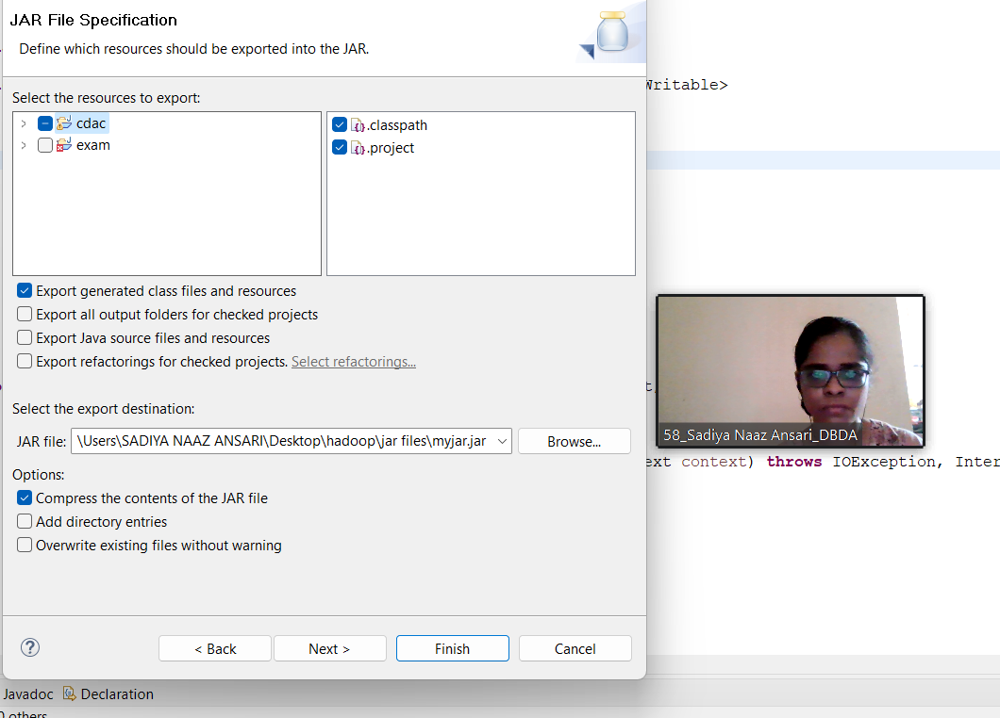 JAR File Specification
Define which resources should be exported into the JAR.
Writable>
Select the resources to export:
cdac
exam
.classpath
.project
Export generated class files and resources
Export all output folders for checked projects
Export Java source files and resources
Export refactorings for checked projects. Select refactorings...
Select the export destination:
JAR file: \Users\SADIYA NAAZ ANSARI\Desktop\hadoop\jar files\myjar.jar Browse...
58_Sadiya Naaz Ansari_DBDA
ext context) throws IOException, Inter
Options:
Compress the contents of the JAR file
Add directory entries
Overwrite existing files without warning
? < Back Next > Finish Cancel
Javadoc Declaration
others